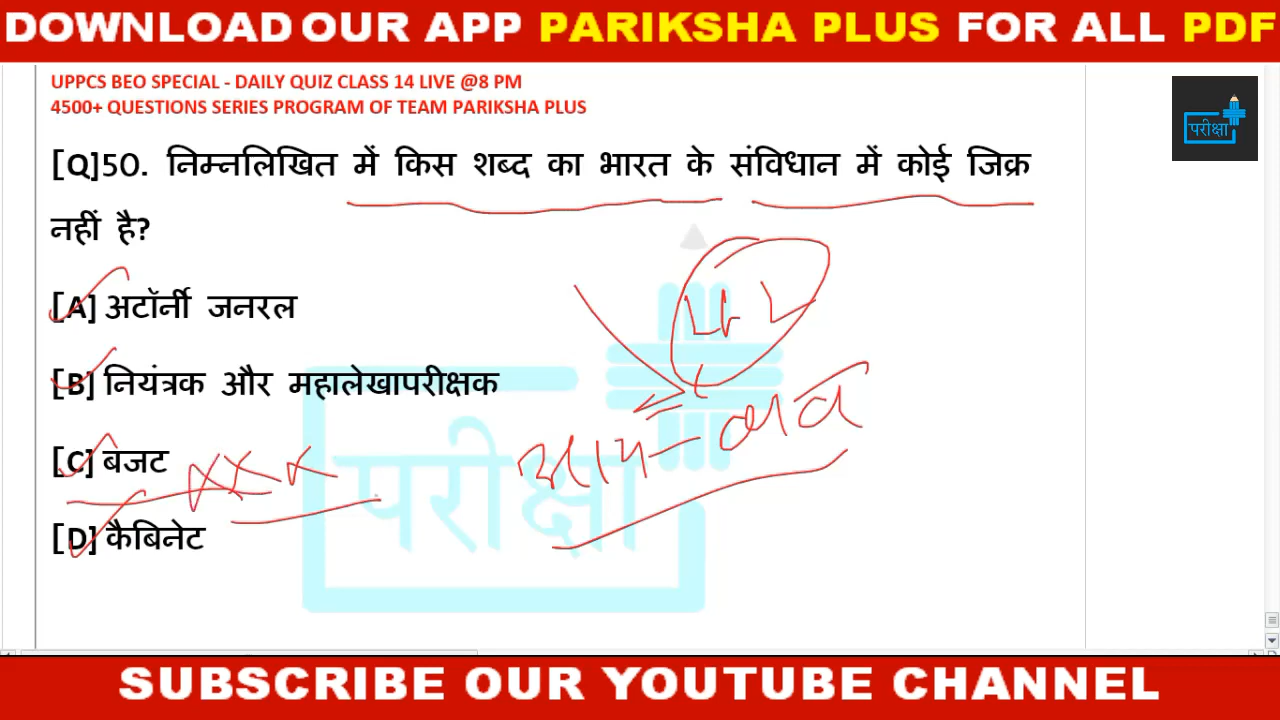 DOWNLOAD OUR APP PARIKSHA PLUS FOR ALL PDF
UPPCS BEO SPECIAL - DAILY QUIZ CLASS 14 LIVE @8 PM
4500+ QUESTIONS SERIES PROGRAM OF TEAM PARIKSHA PLUS
परीक्षा
[Q]50. निम्नलिखित में किस शब्द का भारत के संविधान में कोई जिक्र
नहीं है?
[A] अटॉर्नी जनरल
[B] नियंत्रक और महालेखापरीक्षक
[C] बजट
[D] कैबिनेट
परीक्षा
SUBSCRIBE OUR YOUTUBE CHANNEL